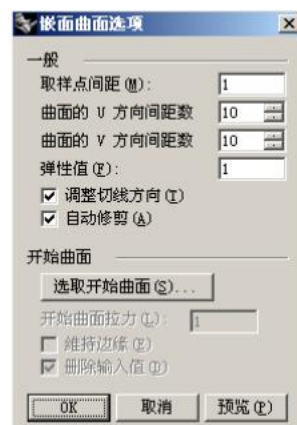 嵌面曲面选项
一般
取样点间距(M): 1
曲面的 U 方向间距数 10
曲面的 V 方向间距数 10
弹性值(F): 1
调整切线方向(T)
自动修剪(A)
开始曲面
选取开始曲面(S)...
开始曲面拉力(L): 1
维持边缘(E)
删除输入值(D)
OK 取消 预览(P)